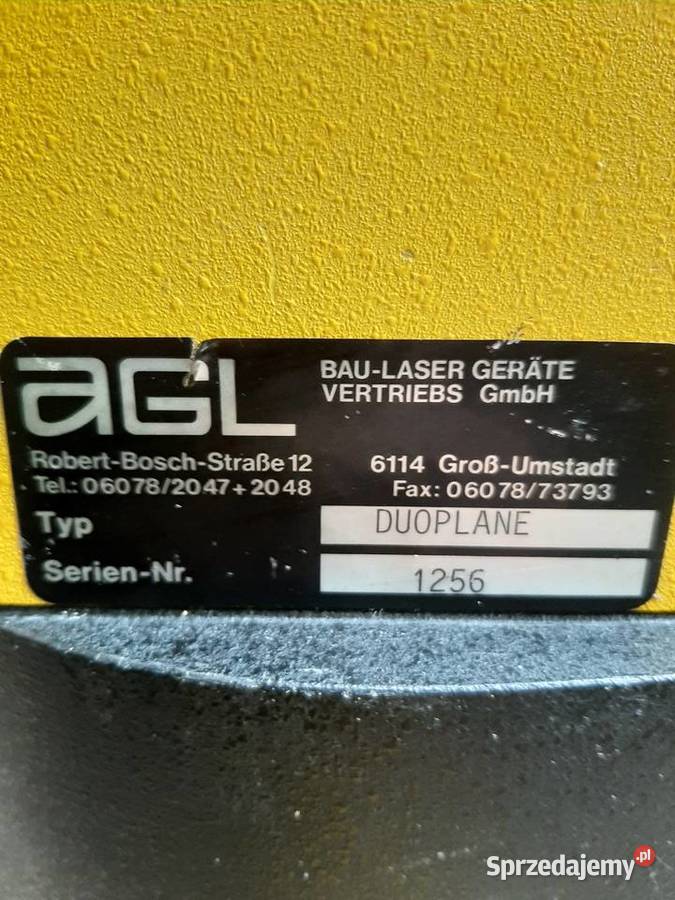 aGL
BAU-LASER GERÄTE
VERTRIEBS GmbH
Robert-Bosch-Straße 12
6114 Groß-Umstadt
Tel.: 06078/2047 + 2048
Fax: 06078/73793
Typ
DUOPLANE
Serien-Nr.
1256
Sprzedajemy.pl